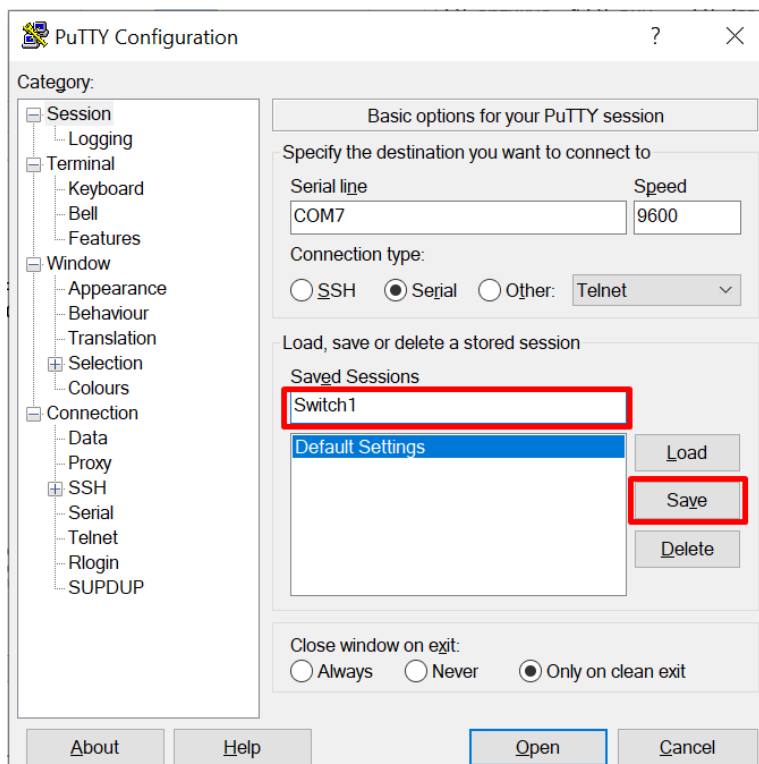 PuTTY Configuration ?
Category:
Session
Logging
Terminal
Keyboard
Bell
Features
Window
Appearance
Behaviour
Translation
Selection
Colours
Connection
Data
Proxy
SSH
Serial
Telnet
Rlogin
SUPDUP
Basic options for your PuTTY session
Specify the destination you want to connect to
Serial line Speed
COM7 9600
Connection type:
SSH Serial Other: Telnet
Load, save or delete a stored session
Saved Sessions
Switch1
Default Settings
Load
Save
Delete
Close window on exit:
Always Never Only on clean exit
About Help Open Cancel